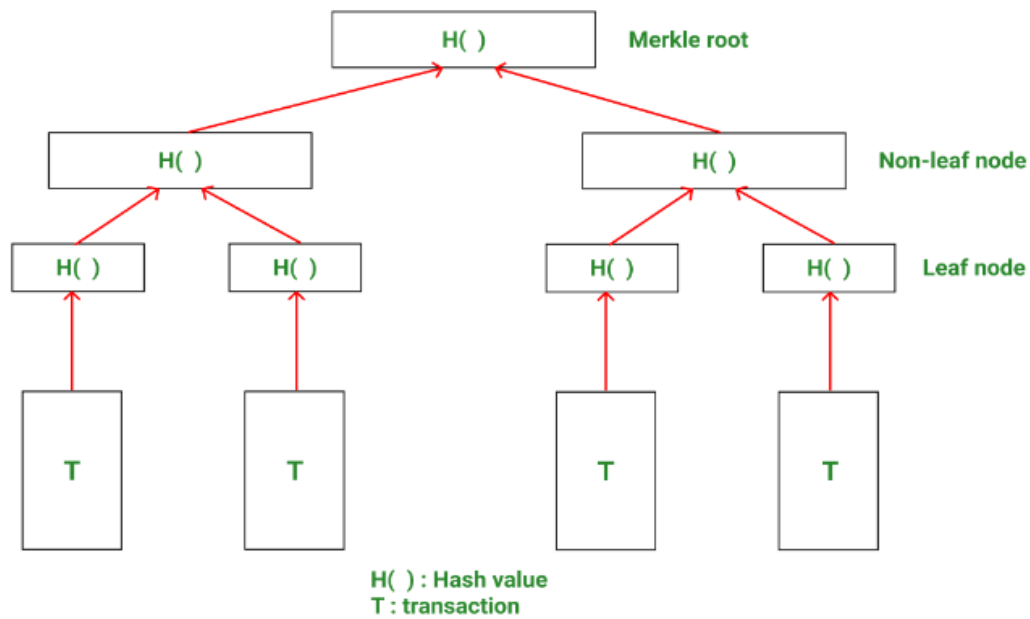 H( ) Merkle root
H( ) H( ) Non-leaf node
H( ) H( ) H( ) H( ) Leaf node
T T T T
H( ) : Hash value
T : transaction